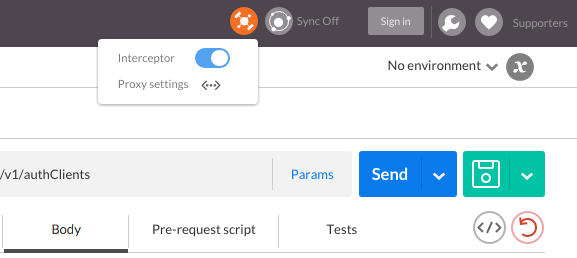 Sync Off
Sign in
Supporters
Interceptor
Proxy settings
No environment
x
/v1/authClients
Params
Send
Body
Pre-request script
Tests